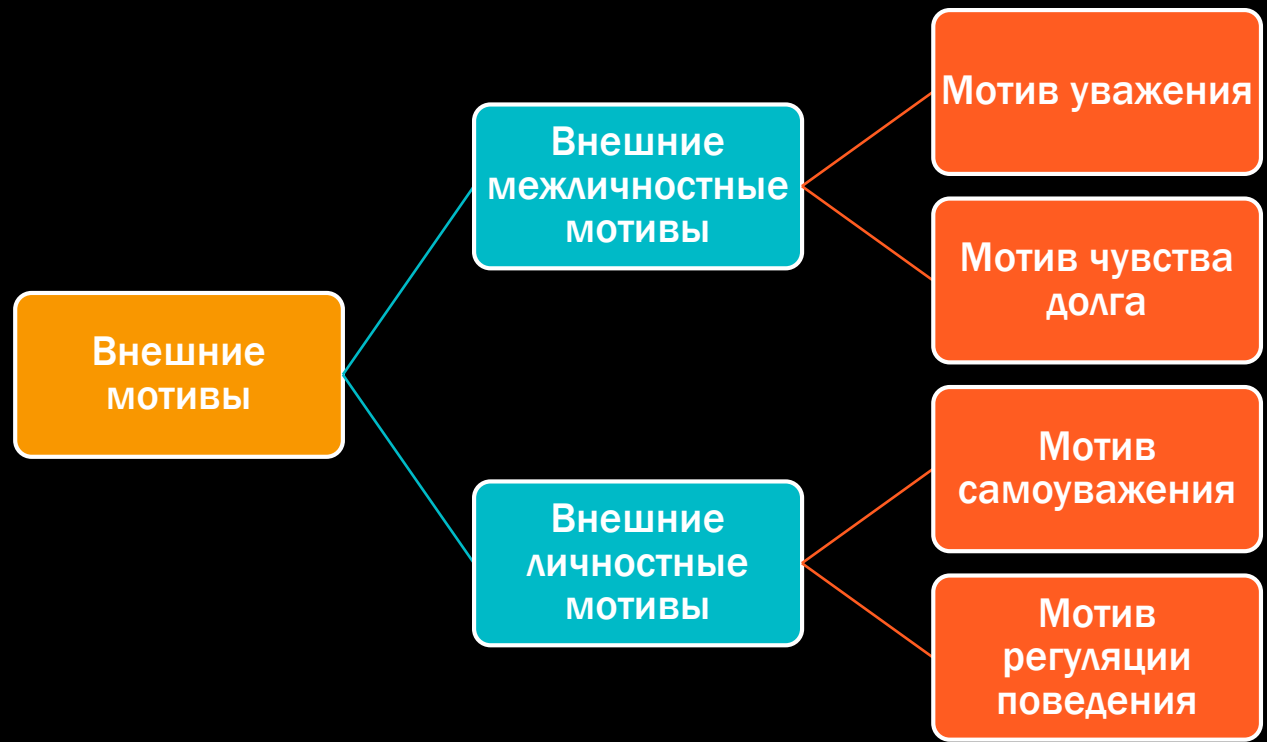 Внешние
мотивы
Внешние
межличностные
мотивы
Мотив уважения
Мотив чувства
долга
Внешние
личностные
мотивы
Мотив
самоуважения
Мотив
регуляции
поведения